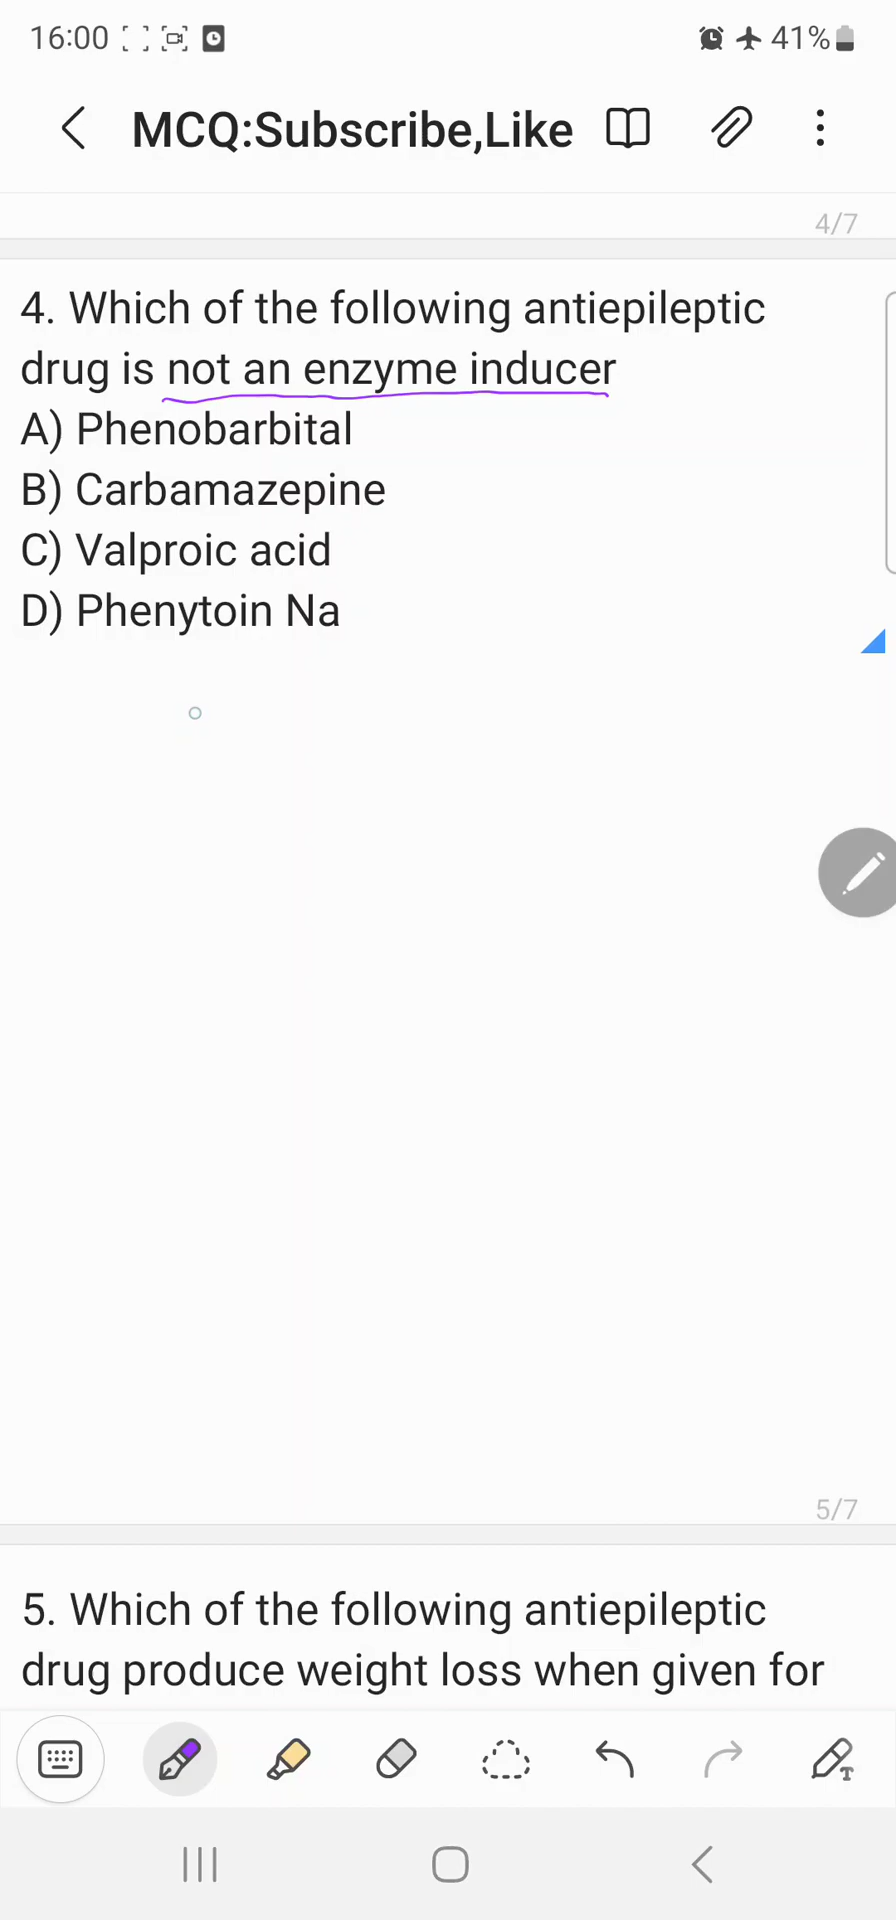 16:00
41%
MCQ:Subscribe,Like
4/7
4. Which of the following antiepileptic
drug is not an enzyme inducer
A) Phenobarbital
B) Carbamazepine
C) Valproic acid
D) Phenytoin Na
5/7
5. Which of the following antiepileptic
drug produce weight loss when given for
T